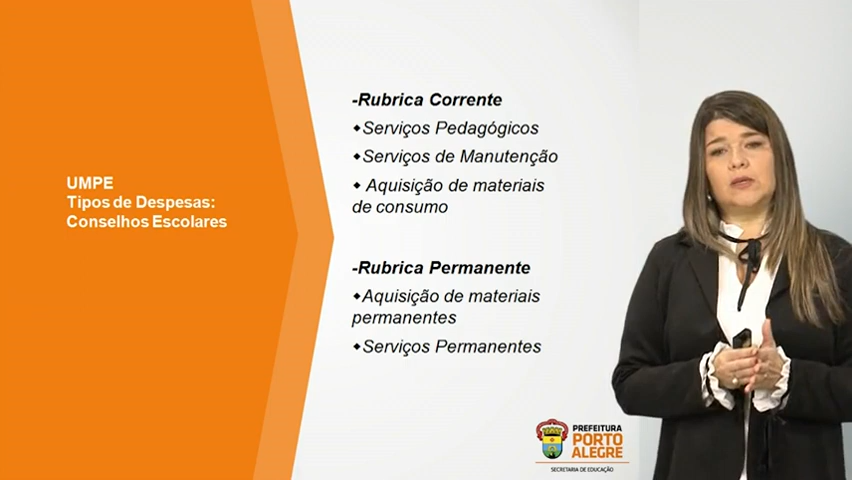 UMPE
Tipos de Despesas:
Conselhos Escolares
-Rubrica Corrente
⬥Serviços Pedagógicos
⬥Serviços de Manutenção
⬥ Aquisição de materiais
de consumo
-Rubrica Permanente
⬥Aquisição de materiais
permanentes
⬥Serviços Permanentes
PREFEITURA
PORTO
ALEGRE
SECRETARIA DE EDUCAÇÃO